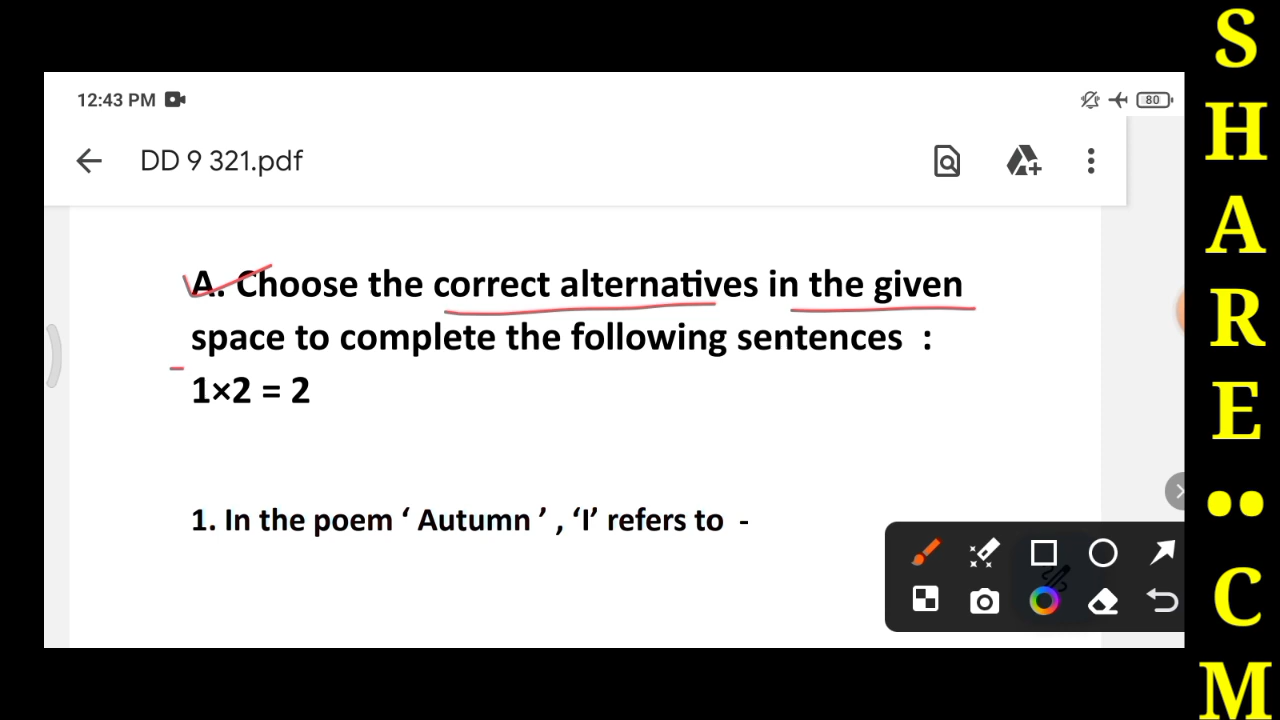 12:43 PM
80
DD 9 321.pdf
A. Choose the correct alternatives in the given
space to complete the following sentences :
1×2 = 2
1. In the poem ‘ Autumn ’ , ‘I’ refers to -
S
H
A
R
E
••
C
M